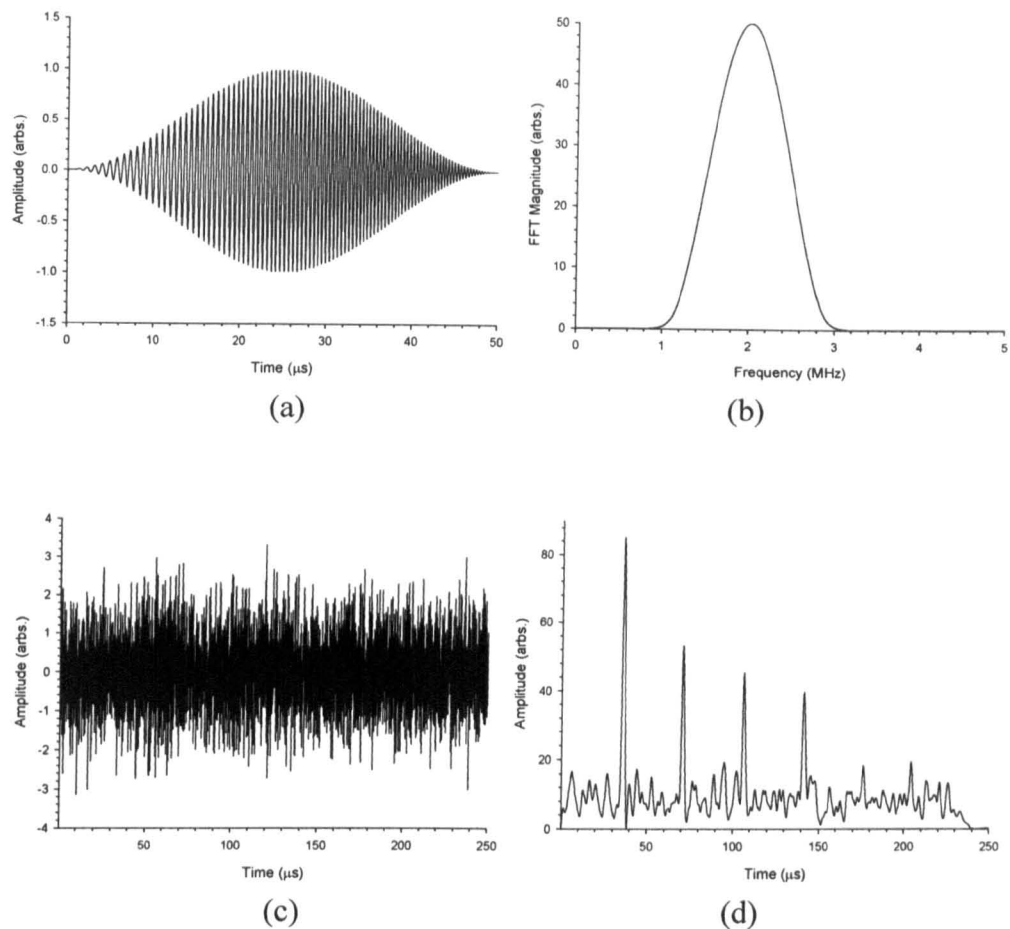 1.5
1.0
0.5
0.0
-0.5
-1.0
-1.5
Amplitude (arbs.)
0 10 20 30 40 50
Time (μs)
(a)
50
40
30
20
10
0
FFT Magnitude (arbs.)
0 1 2 3 4 5
Frequency (MHz)
(b)
4
3
2
1
0
-1
-2
-3
-4
Amplitude (arbs.)
50 100 150 200 250
Time (μs)
(c)
80
60
40
20
0
Amplitude (arbs.)
50 100 150 200 250
Time (μs)
(d)